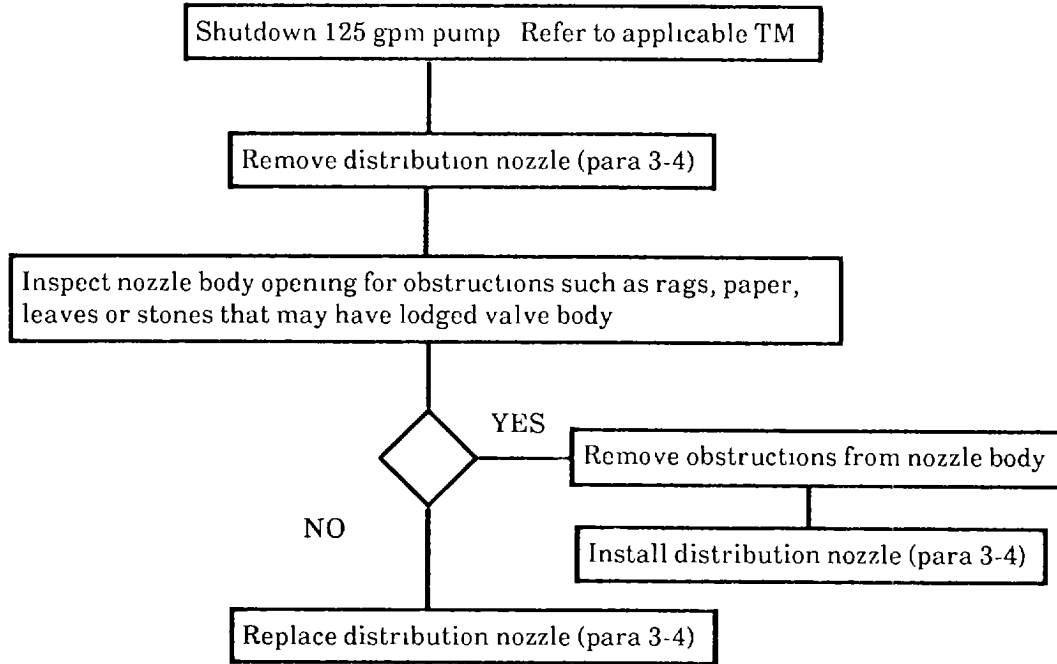 Shutdown 125 gpm pump Refer to applicable TM
Remove distribution nozzle (para 3-4)
Inspect nozzle body opening for obstructions such as rags, paper,
leaves or stones that may have lodged valve body
YES
Remove obstructions from nozzle body
NO
Install distribution nozzle (para 3-4)
Replace distribution nozzle (para 3-4)